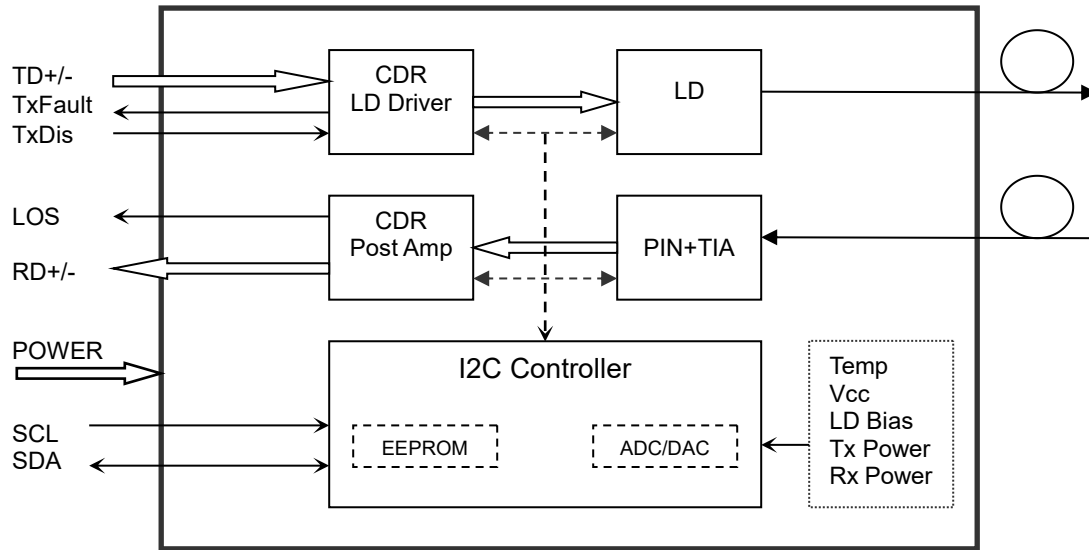 TD+/-
TxFault
TxDis
CDR
LD Driver
LD
LOS
RD+/-
CDR
Post Amp
PIN+TIA
POWER
SCL
SDA
I2C Controller
EEPROM
ADC/DAC
Temp
Vcc
LD Bias
Tx Power
Rx Power